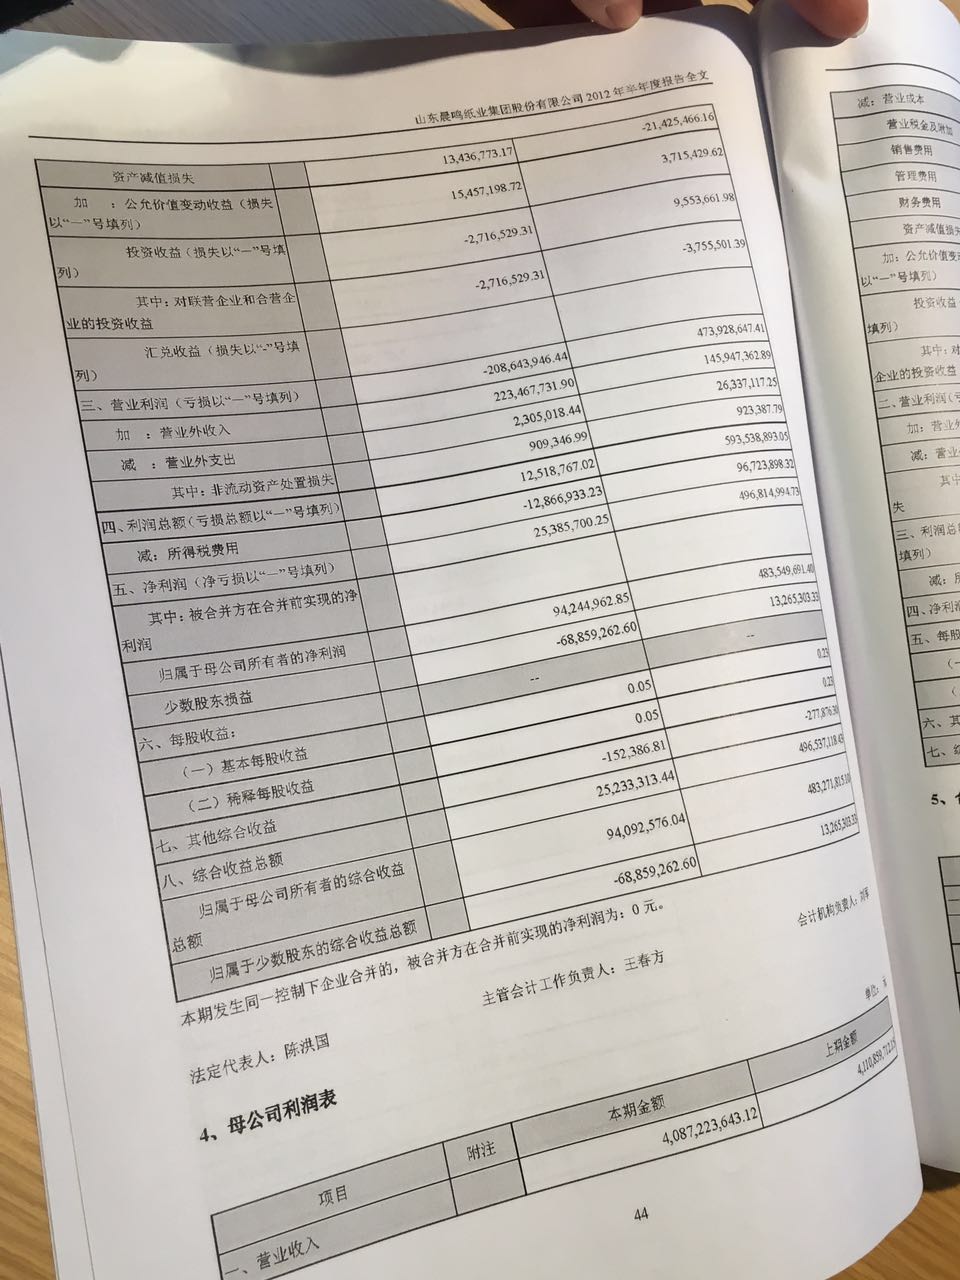 山东晨鸣纸业集团股份有限公司 2012 年半年度报告全文
资产减值损失 13,436,773.17 -21,425,466.16
加 ：公允价值变动收益（损失 15,457,198.72 3,715,429.62
以“－”号填列）
投资收益（损失以“－”号填 -2,716,529.31 9,553,661.98
列）
其中：对联营企业和合营企 -2,716,529.31 -3,755,501.39
业的投资收益
汇兑收益（损失以“-”号填
列）
三、营业利润（亏损以“－”号填列） -208,643,946.44 473,928,647.41
加 ：营业外收入 223,467,731.90 145,947,362.89
减 ：营业外支出 2,305,018.44 26,337,117.25
其中：非流动资产处置损失 909,346.99 923,387.79
四、利润总额（亏损总额以“－”号填列） 12,518,767.02 593,538,893.05
减：所得税费用 -12,866,933.23 96,723,898.32
五、净利润（净亏损以“－”号填列） 25,385,700.25 496,814,994.73
其中：被合并方在合并前实现的净
利润
归属于母公司所有者的净利润 94,244,962.85 483,549,691.40
少数股东损益 -68,859,262.60 13,265,303.33
六、每股收益： -- --
（一）基本每股收益 0.05 0.23
（二）稀释每股收益 0.05 0.23
七、其他综合收益 -152,386.81 -277,876.30
八、综合收益总额 25,233,313.44 496,537,118.43
归属于母公司所有者的综合收益 94,092,576.04 483,271,815.10
总额
归属于少数股东的综合收益总额 -68,859,262.60 13,265,303.33
本期发生同一控制下企业合并的，被合并方在合并前实现的净利润为：0 元。
法定代表人：陈洪国 主管会计工作负责人：王春方 会计机构负责人：刘军
4、母公司利润表
单位：元
项目 附注 本期金额 上期金额
一、营业收入 4,087,223,643.12
44
减：营业成本
营业税金及附加
销售费用
管理费用
财务费用
资产减值损失
加：公允价值变
以“－”号填列）
投资收益
填列）
其中：对
企业的投资收益
二、营业利润（亏
加：营业外
减：营业
其中
失
三、利润总
填列）
减：所
四、净利
五、每股
（一
（
六、其
七、综
5、合